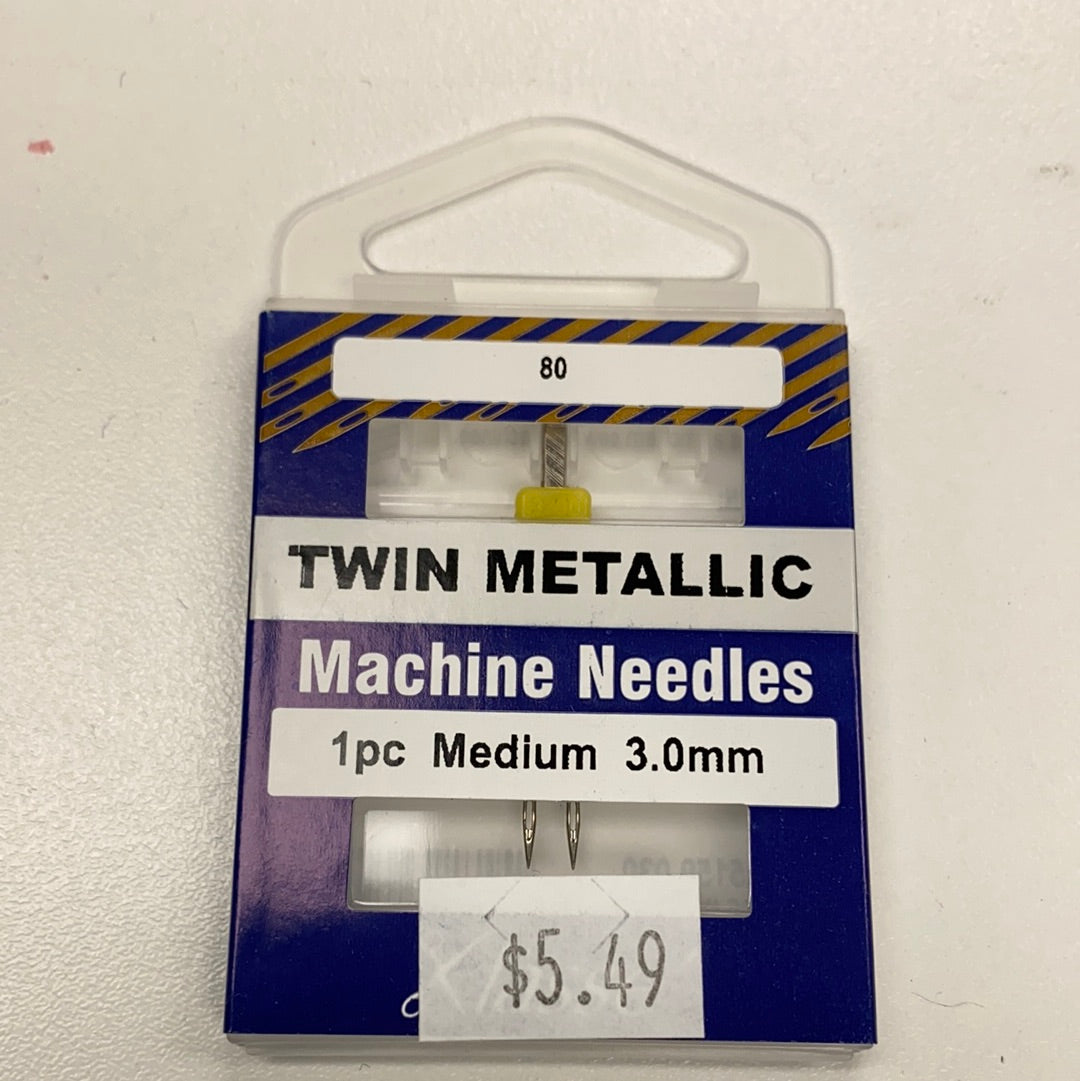 80
TWIN METALLIC
Machine Needles
1pc Medium 3.0mm
$5.49